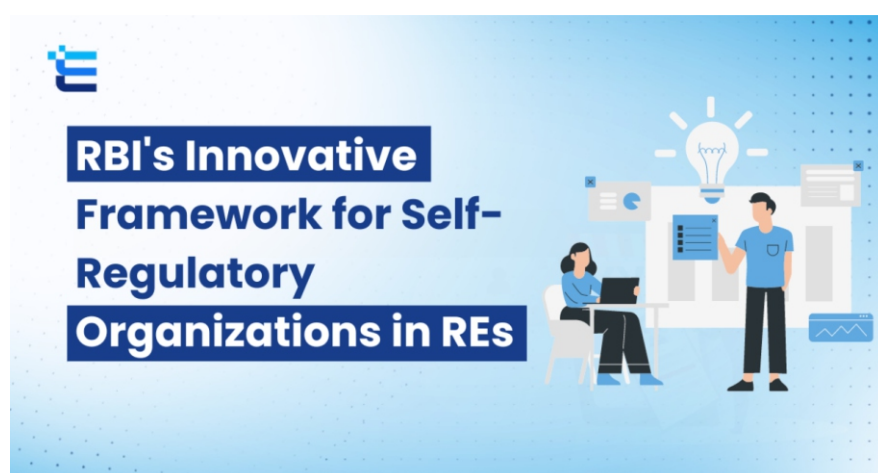 RBI's Innovative
Framework for Self-
Regulatory
Organizations in REs